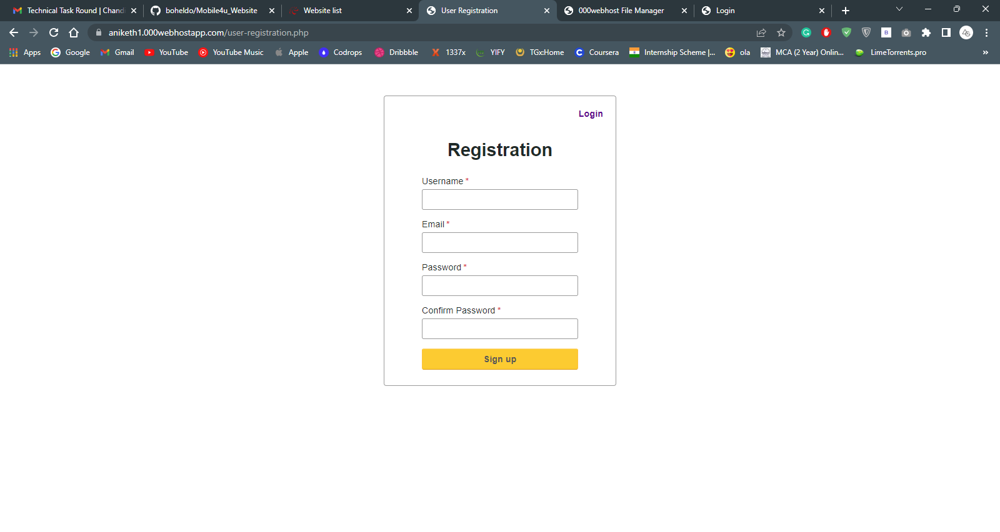 Technical Task Round | Chandi
boheldo/Mobile4u_Website
Website list
User Registration
000webhost File Manager
Login
aniketh1.000webhostapp.com/user-registration.php
Apps
Google
Gmail
YouTube
YouTube Music
Apple
Codrops
Dribbble
1337x
YIFY
TGx:Home
Coursera
Internship Scheme |...
ola
MCA (2 Year) Onlin...
LimeTorrents.pro
»
Login
Registration
Username *
Email *
Password *
Confirm Password *
Sign up